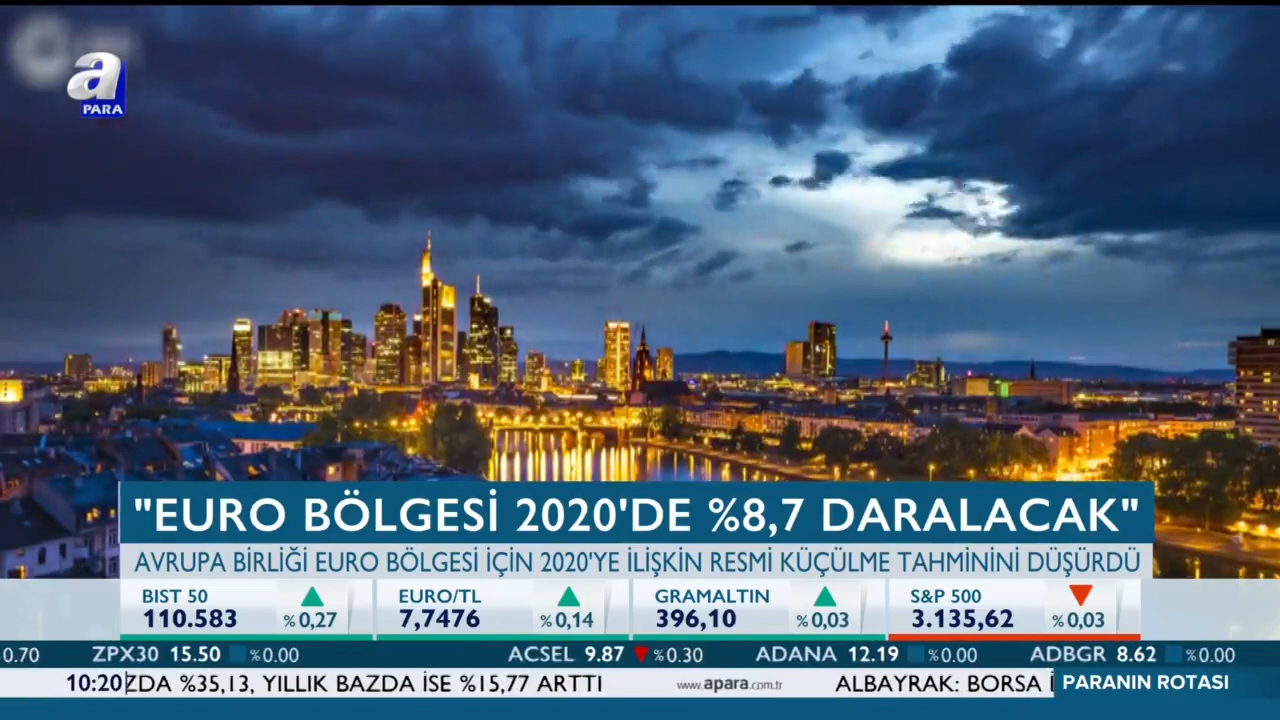 a
PARA
"EURO BÖLGESİ 2020'DE %8,7 DARALACAK"
AVRUPA BİRLİĞİ EURO BÖLGESİ İÇİN 2020'YE İLİŞKİN RESMİ KÜÇÜLME TAHMİNİNİ DÜŞÜRDÜ
BIST 50 EURO/TL GRAMALTIN S&P 500
110.583 %0,27 7,7476 %0,14 396,10 %0,03 3.135,62 %0,03
0.70 ZPX30 15.50 %0.00 ACSEL 9.87 %0.30 ADANA 12.19 %0.00 ADBGR 8.62 %0.00
10:20 ZDA %35,13, YILLIK BAZDA İSE %15,77 ARTTI www.apara.com.tr ALBAYRAK: BORSA İ PARANIN ROTASI